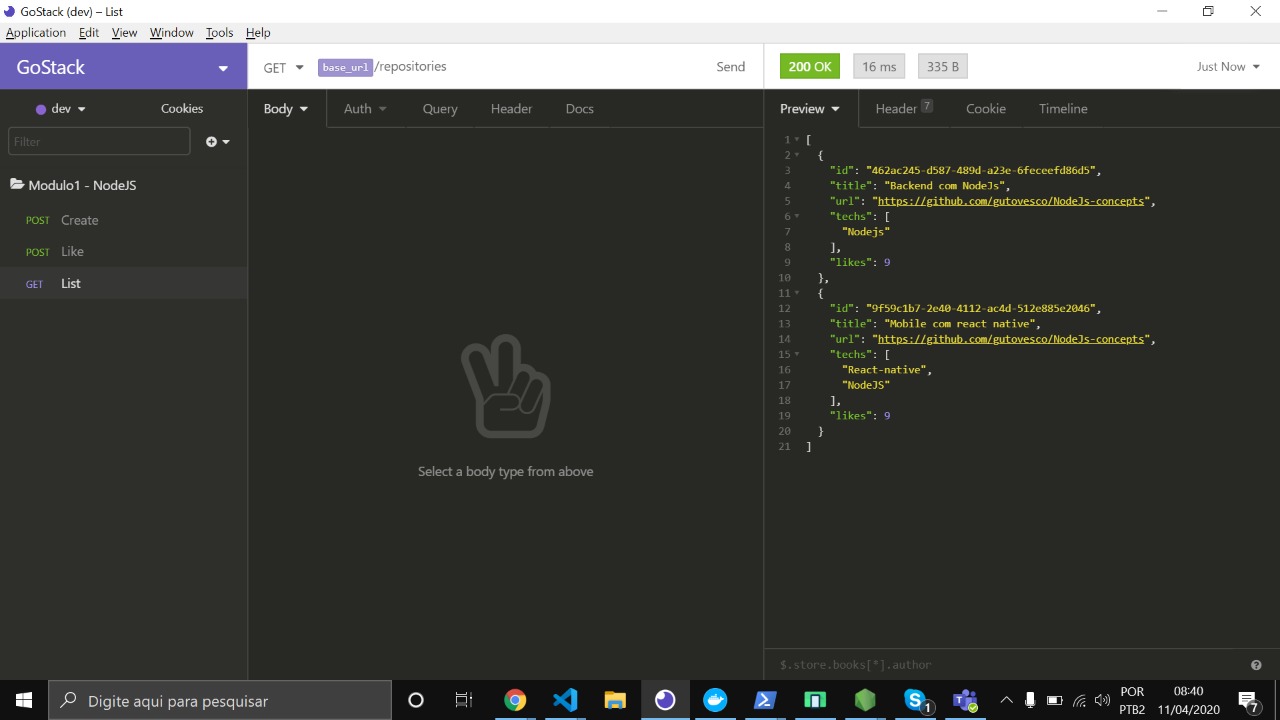 GoStack (dev) – List
Application Edit View Window Tools Help
GoStack
GET base_url/repositories Send
200 OK 16 ms 335 B Just Now
dev Cookies
Body Auth Query Header Docs
Preview Header 7 Cookie Timeline
Filter
Modulo1 - NodeJS
POST Create
POST Like
GET List
Select a body type from above
1 [
2 {
3 "id": "462ac245-d587-489d-a23e-6feceefd86d5",
4 "title": "Backend com NodeJs",
5 "url": "https://github.com/gutovesco/NodeJs-concepts",
6 "techs": [
7 "Nodejs"
8 ],
9 "likes": 9
10 },
11 {
12 "id": "9f59c1b7-2e40-4112-ac4d-512e885e2046",
13 "title": "Mobile com react native",
14 "url": "https://github.com/gutovesco/NodeJs-concepts",
15 "techs": [
16 "React-native",
17 "NodeJS"
18 ],
19 "likes": 9
20 }
21 ]
$.store.books[*].author
Digite aqui para pesquisar
1
POR
PTB2
08:40
11/04/2020
7